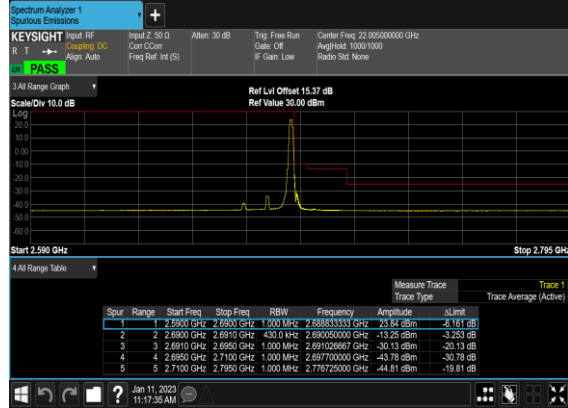 Spectrum Analyzer 1
Spurious Emissions
KEYSIGHT Input: RF Input Z: 50 Ω Atten: 30 dB Trig: Free Run Center Freq: 22.005000000 GHz
R T Coupling: DC Corr CCorr Gate: Off Avg|Hold: 1000/1000
Align: Auto Freq Ref: Int (S) IF Gain: Low Radio Std: None
PASS
3 All Range Graph Ref Lvl Offset 15.37 dB
Scale/Div 10.0 dB Ref Value 30.00 dBm
Log
20.0
10.0
0.00
-10.0
-20.0
-30.0
-40.0
-50.0
-60.0
Start 2.590 GHz Stop 2.795 GHz
4 All Range Table
Measure Trace Trace 1
Trace Type Trace Average (Active)
Spur Range Start Freq Stop Freq RBW Frequency Amplitude ΔLimit
1 1 2.5900 GHz 2.6900 GHz 1.000 MHz 2.688833333 GHz 23.84 dBm -6.161 dB
2 2 2.6900 GHz 2.6910 GHz 430.0 kHz 2.690050000 GHz -13.25 dBm -3.253 dB
3 3 2.6910 GHz 2.6950 GHz 1.000 MHz 2.691026667 GHz -30.13 dBm -20.13 dB
4 4 2.6950 GHz 2.7100 GHz 1.000 MHz 2.697700000 GHz -43.78 dBm -30.78 dB
5 5 2.7100 GHz 2.7950 GHz 1.000 MHz 2.776725000 GHz -44.81 dBm -19.81 dB
Jan 11, 2023
11:17:35 AM